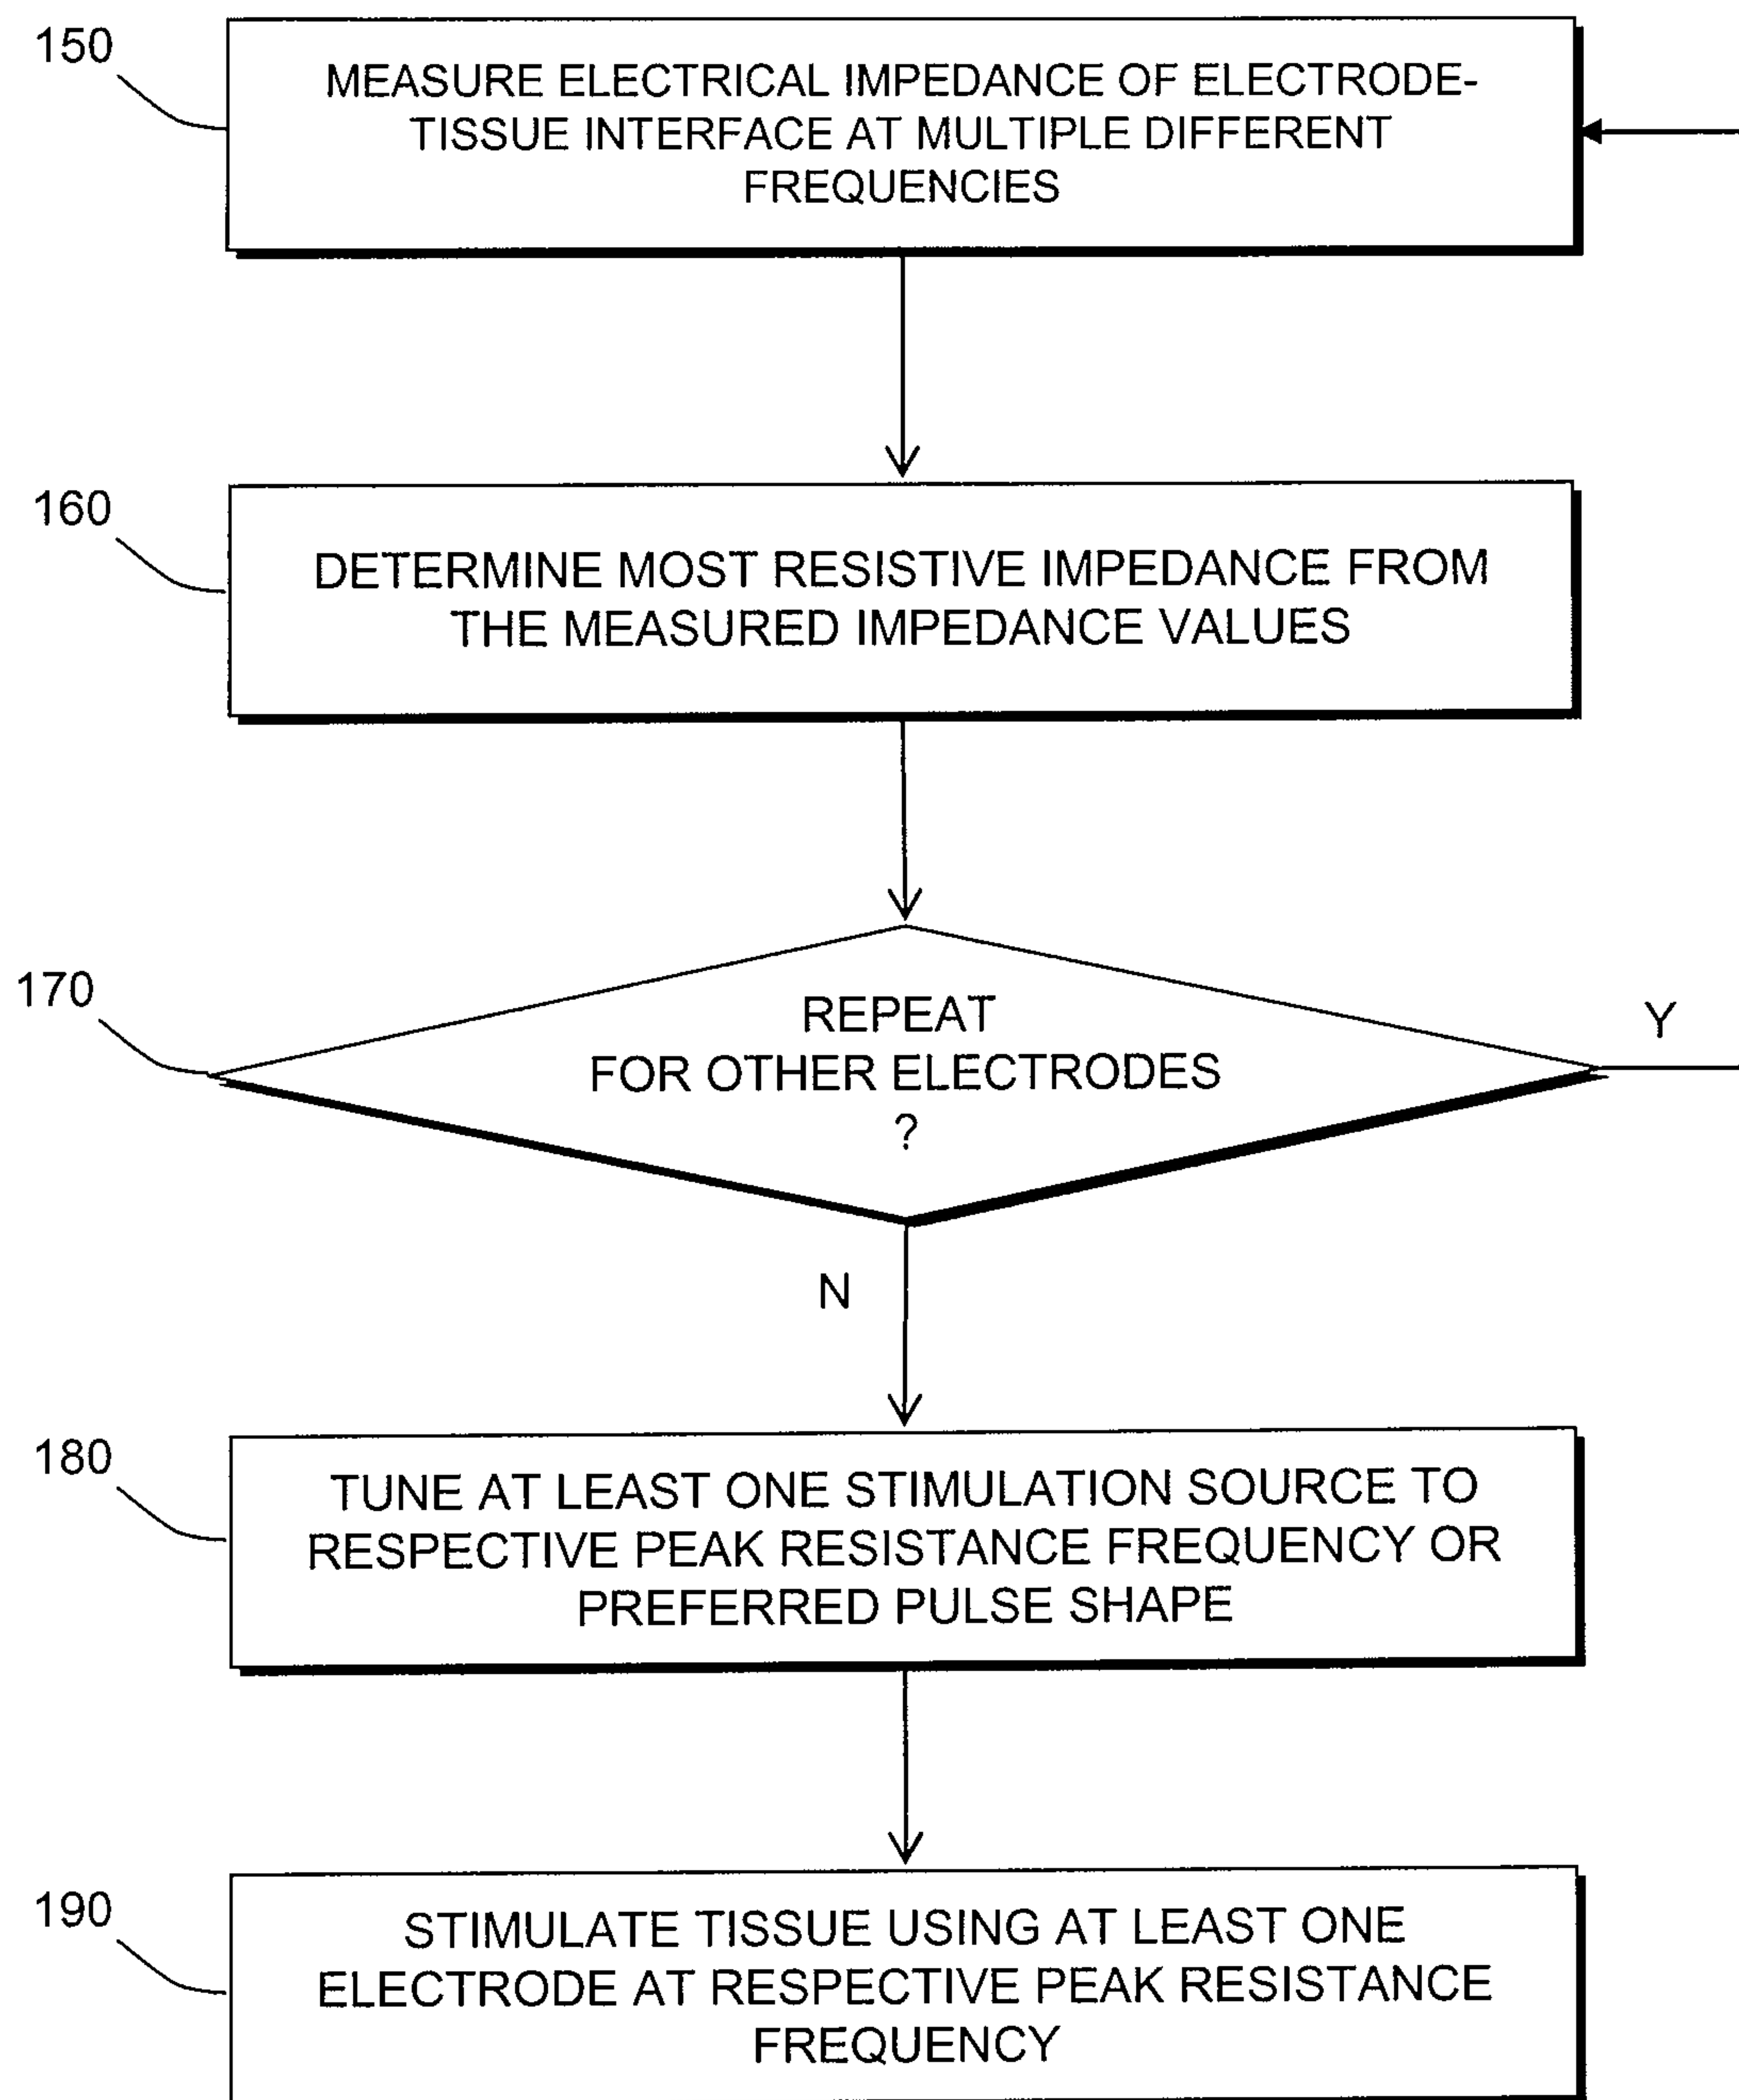 150
MEASURE ELECTRICAL IMPEDANCE OF ELECTRODE-
TISSUE INTERFACE AT MULTIPLE DIFFERENT
FREQUENCIES
160
DETERMINE MOST RESISTIVE IMPEDANCE FROM
THE MEASURED IMPEDANCE VALUES
170
REPEAT
FOR OTHER ELECTRODES
?
Y
N
180
TUNE AT LEAST ONE STIMULATION SOURCE TO
RESPECTIVE PEAK RESISTANCE FREQUENCY OR
PREFERRED PULSE SHAPE
190
STIMULATE TISSUE USING AT LEAST ONE
ELECTRODE AT RESPECTIVE PEAK RESISTANCE
FREQUENCY